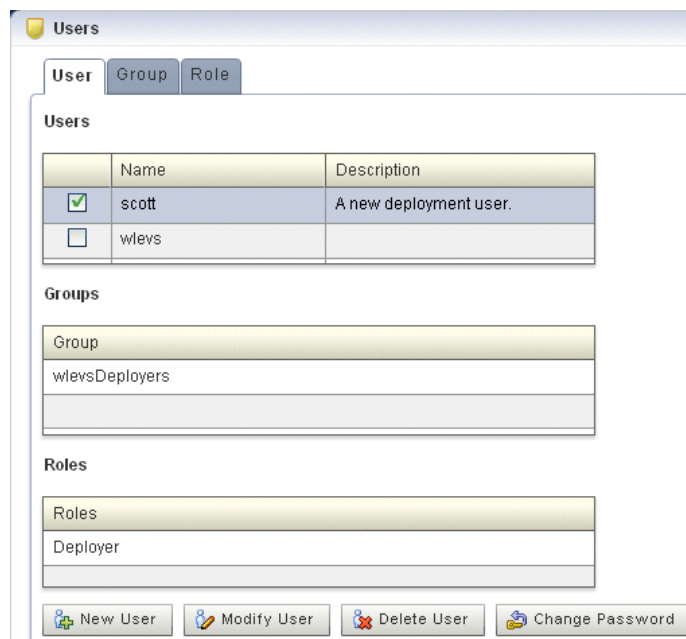 Users
User Group Role
Users
Name Description
scott A new deployment user.
wlevs
Groups
Group
wlevsDeployers
Roles
Roles
Deployer
New User Modify User Delete User Change Password